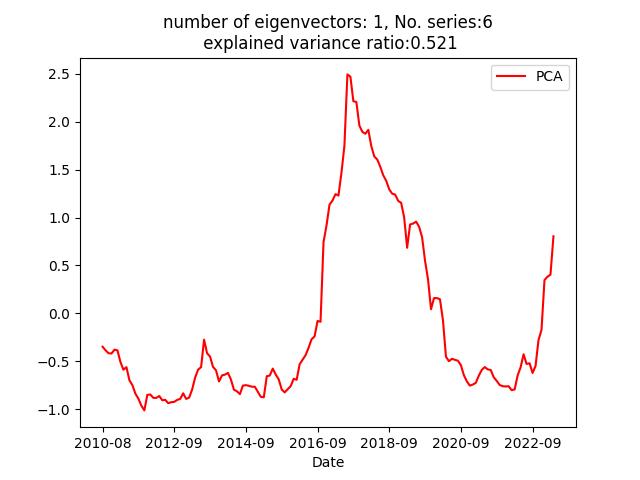 number of eigenvectors: 1, No. series:6
explained variance ratio:0.521
PCA
2.5
2.0
1.5
1.0
0.5
0.0
−0.5
−1.0
2010-08 2012-09 2014-09 2016-09 2018-09 2020-09 2022-09
Date